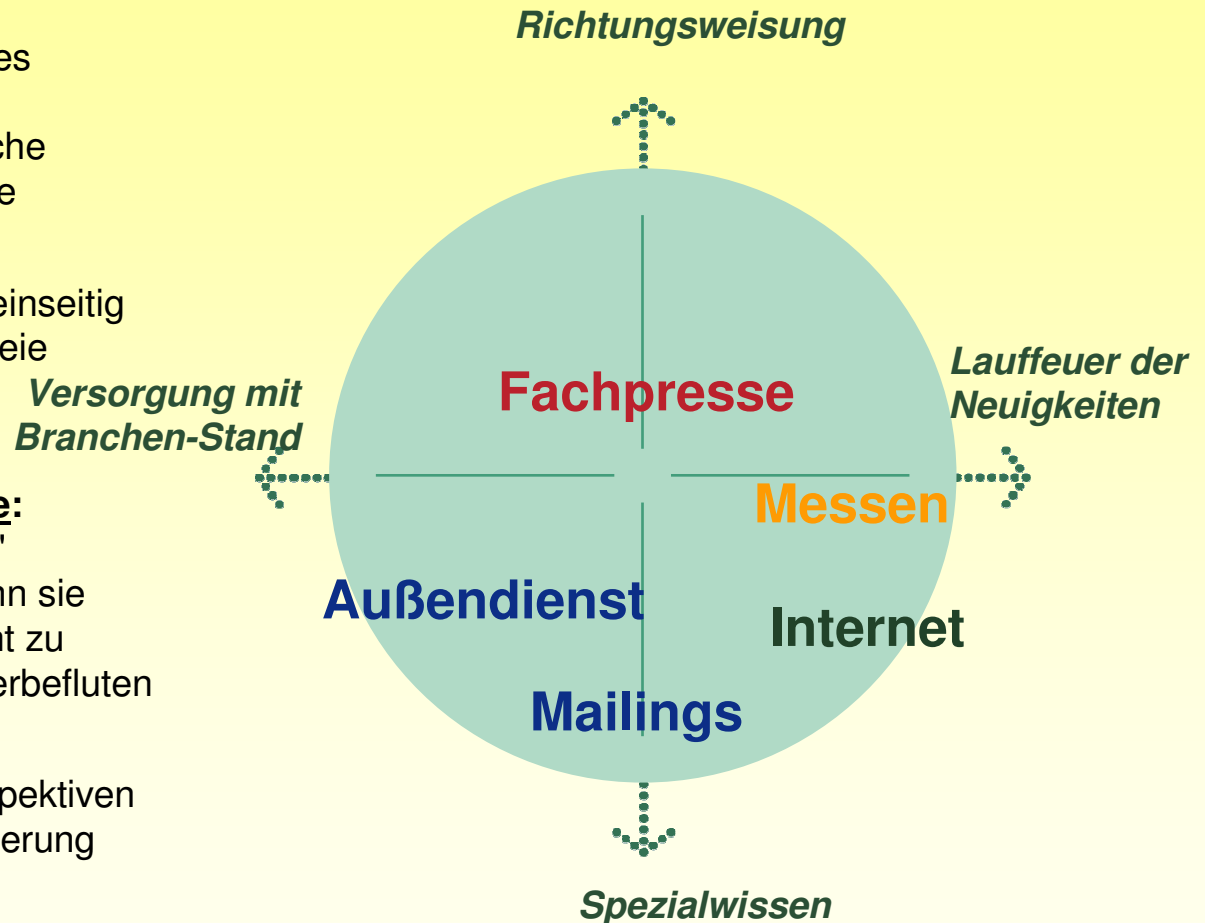 Richtungsweisung
es
che
e
einseitig
eie
Versorgung mit
Branchen-Stand
Fachpresse
Lauffeuer der
Neuigkeiten
e:
"
nn sie
nt zu
erbefluten
pektiven
erung
Messen
Außendienst
Internet
Mailings
Spezialwissen